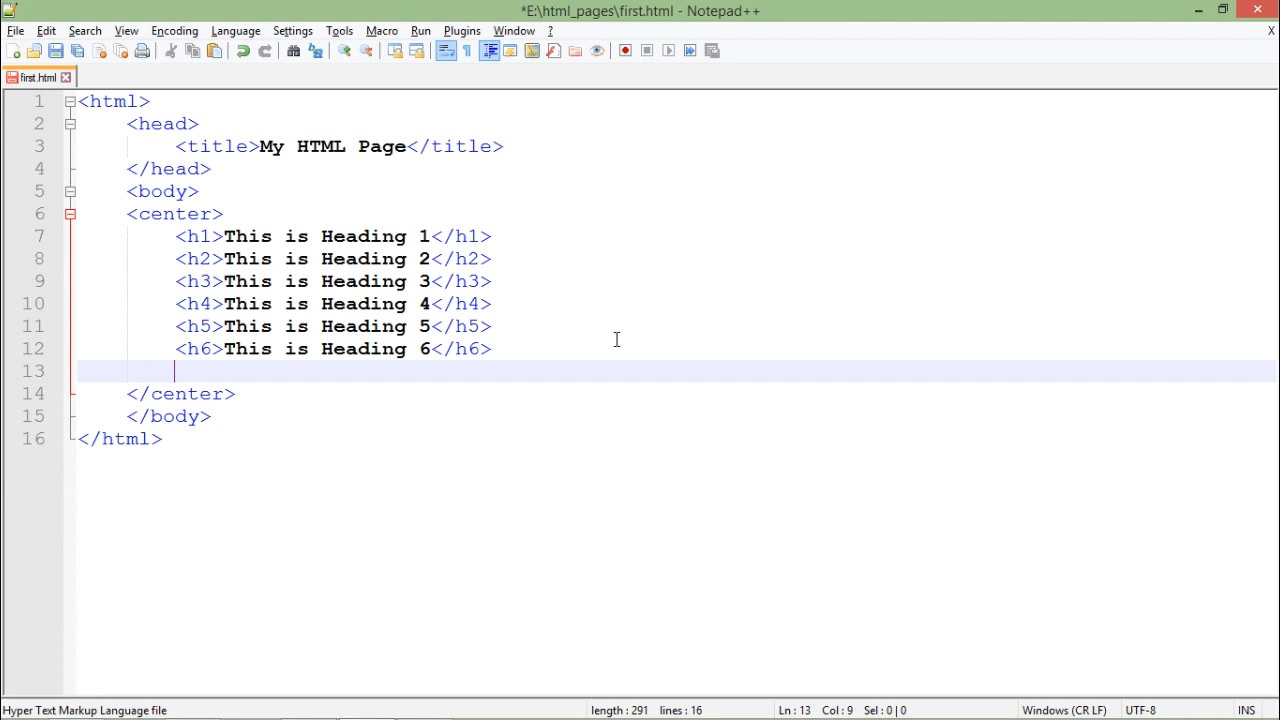 *E:\html_pages\first.html - Notepad++
File Edit Search View Encoding Language Settings Tools Macro Run Plugins Window ? X
first.html
1 <html>
2 <head>
3 <title>My HTML Page</title>
4 </head>
5 <body>
6 <center>
7 <h1>This is Heading 1</h1>
8 <h2>This is Heading 2</h2>
9 <h3>This is Heading 3</h3>
10 <h4>This is Heading 4</h4>
11 <h5>This is Heading 5</h5>
12 <h6>This is Heading 6</h6>
13
14 </center>
15 </body>
16 </html>
Hyper Text Markup Language file length : 291 lines : 16 Ln : 13 Col : 9 Sel : 0 | 0 Windows (CR LF) UTF-8 INS